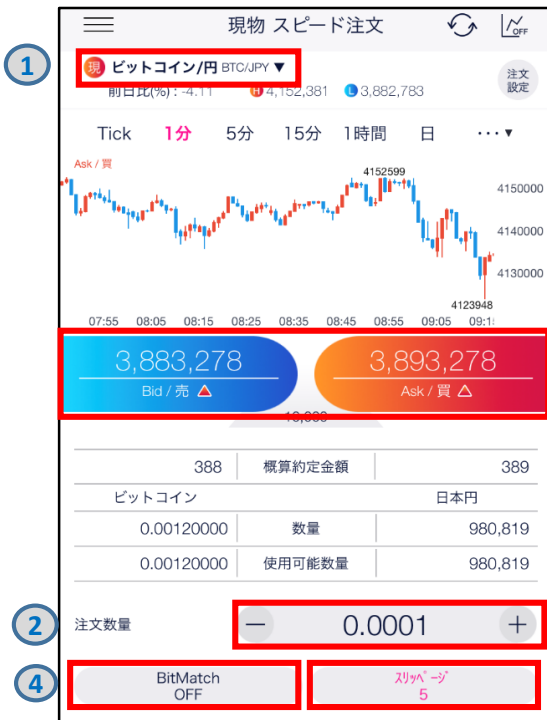 現物 スピード注文
OFF
1
現 ビットコイン/円 BTC/JPY ▼
注文
設定
前日比(%) : -4.11 H 4,152,381 L 3,882,783
Tick 1分 5分 15分 1時間 日 ・・・▼
Ask / 買
4152599
4150000
4140000
4130000
4123948
07:55 08:05 08:15 08:25 08:35 08:45 08:55 09:05 09:1
3,883,278 3,893,278
Bid / 売 Ask / 買
10,000
388 概算約定金額 389
ビットコイン 日本円
0.00120000 数量 980,819
0.00120000 使用可能数量 980,819
2 注文数量 − 0.0001 +
4 BitMatch スリッページ
OFF 5